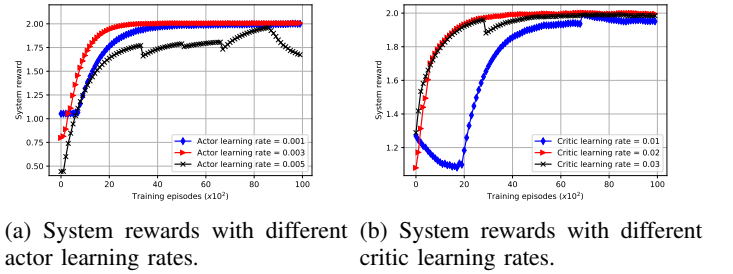 System reward
2.00
1.75
1.50
1.25
1.00
0.75
0.50
0 20 40 60 80 100
Training episodes (x10²)
Actor learning rate = 0.001
Actor learning rate = 0.003
Actor learning rate = 0.005
System reward
2.0
1.8
1.6
1.4
1.2
0 20 40 60 80 100
Training episodes (x10²)
Critic learning rate = 0.01
Critic learning rate = 0.02
Critic learning rate = 0.03
(a) System rewards with different
actor learning rates.
(b) System rewards with different
critic learning rates.